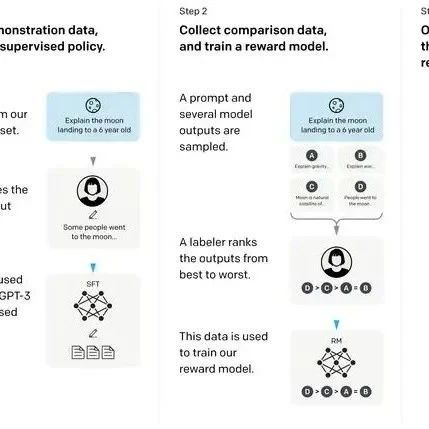 monstration data,
supervised policy.
m our
set.
Explain the moon
landing to a 6 year old
es the
ut
Some people went
to the moon...
used
GPT-3
sed
SFT
Step 2
Collect comparison data,
and train a reward model.
A prompt and
several model
outputs are
sampled.
Explain the moon
landing to a 6 year old
A
Explain gravity...
B
Explain war...
C
Moon is natural
satellite of...
D
People went to
the moon...
A labeler ranks
the outputs from
best to worst.
D > C > A = B
This data is used
to train our
reward model.
RM
D > C > A = B
St
O
th
re